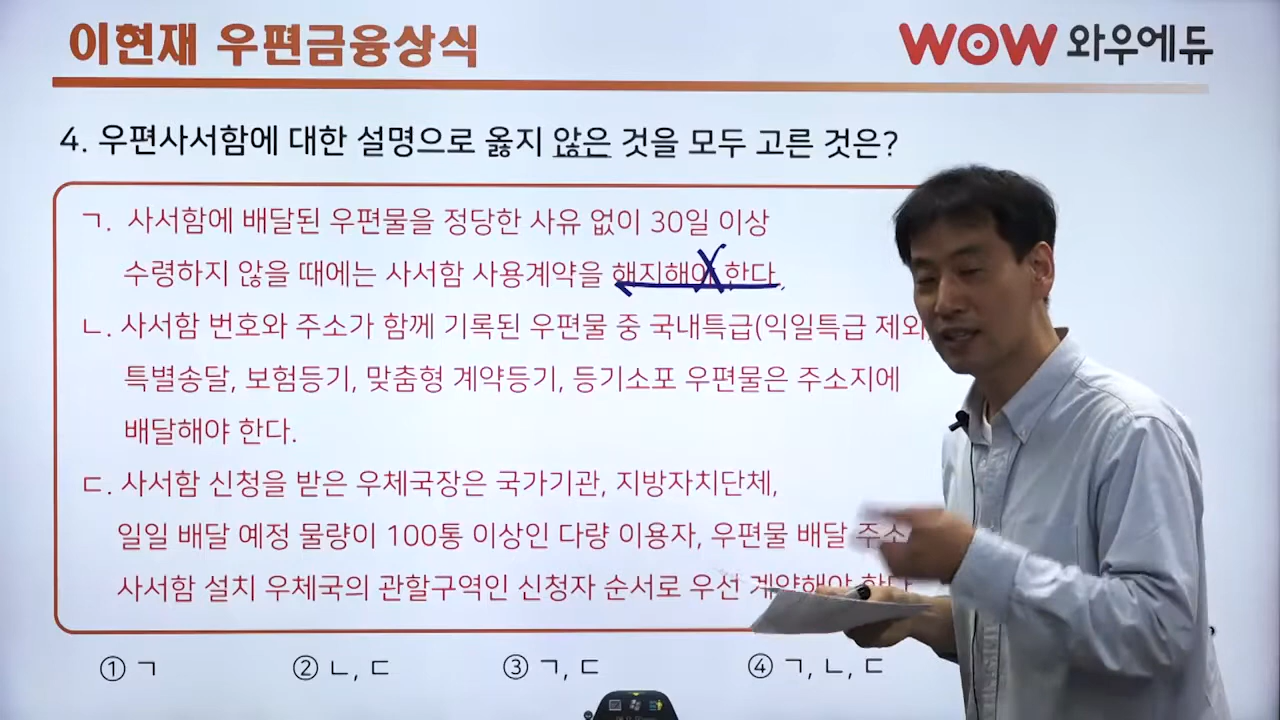 이현재 우편금융상식
WOW 와우에듀
4. 우편사서함에 대한 설명으로 옳지 않은 것을 모두 고른 것은?
ㄱ. 사서함에 배달된 우편물을 정당한 사유 없이 30일 이상
수령하지 않을 때에는 사서함 사용계약을 해지해야 한다.
ㄴ. 사서함 번호와 주소가 함께 기록된 우편물 중 국내특급(익일특급 제외)
특별송달, 보험등기, 맞춤형 계약등기, 등기소포 우편물은 주소지에
배달해야 한다.
ㄷ. 사서함 신청을 받은 우체국장은 국가기관, 지방자치단체,
일일 배달 예정 물량이 100통 이상인 다량 이용자, 우편물 배달 주소
사서함 설치 우체국의 관할구역인 신청자 순서로 우선 계약해야 한다
① ㄱ
② ㄴ, ㄷ
③ ㄱ, ㄷ
④ ㄱ, ㄴ, ㄷ